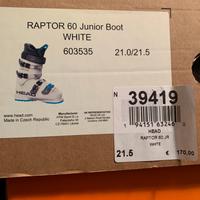 RAPTOR 60 Junior Boot
WHITE
603535 21.0/21.5
HEAD
www.head.com
Made in Czech Republic
N 39419
HEAD
RAPTOR 60 JR
WHITE
21.5 € 170,00